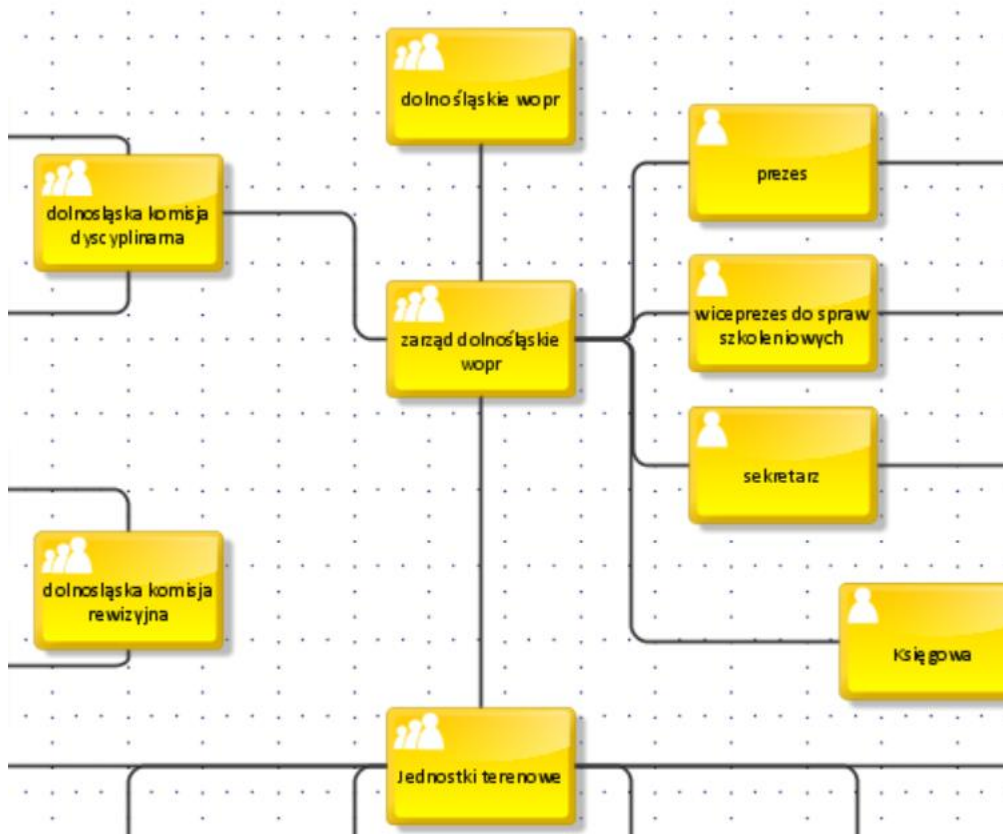 dolnośląskie wopr
prezes
dolnosląska komisja
dyscyplinarna
wiceprezes do spraw
szkoleniowych
zarząd dolnośląskie
wopr
sekretarz
dolnosląska komisja
rewizyjna
Księgowa
Jednostki terenowe